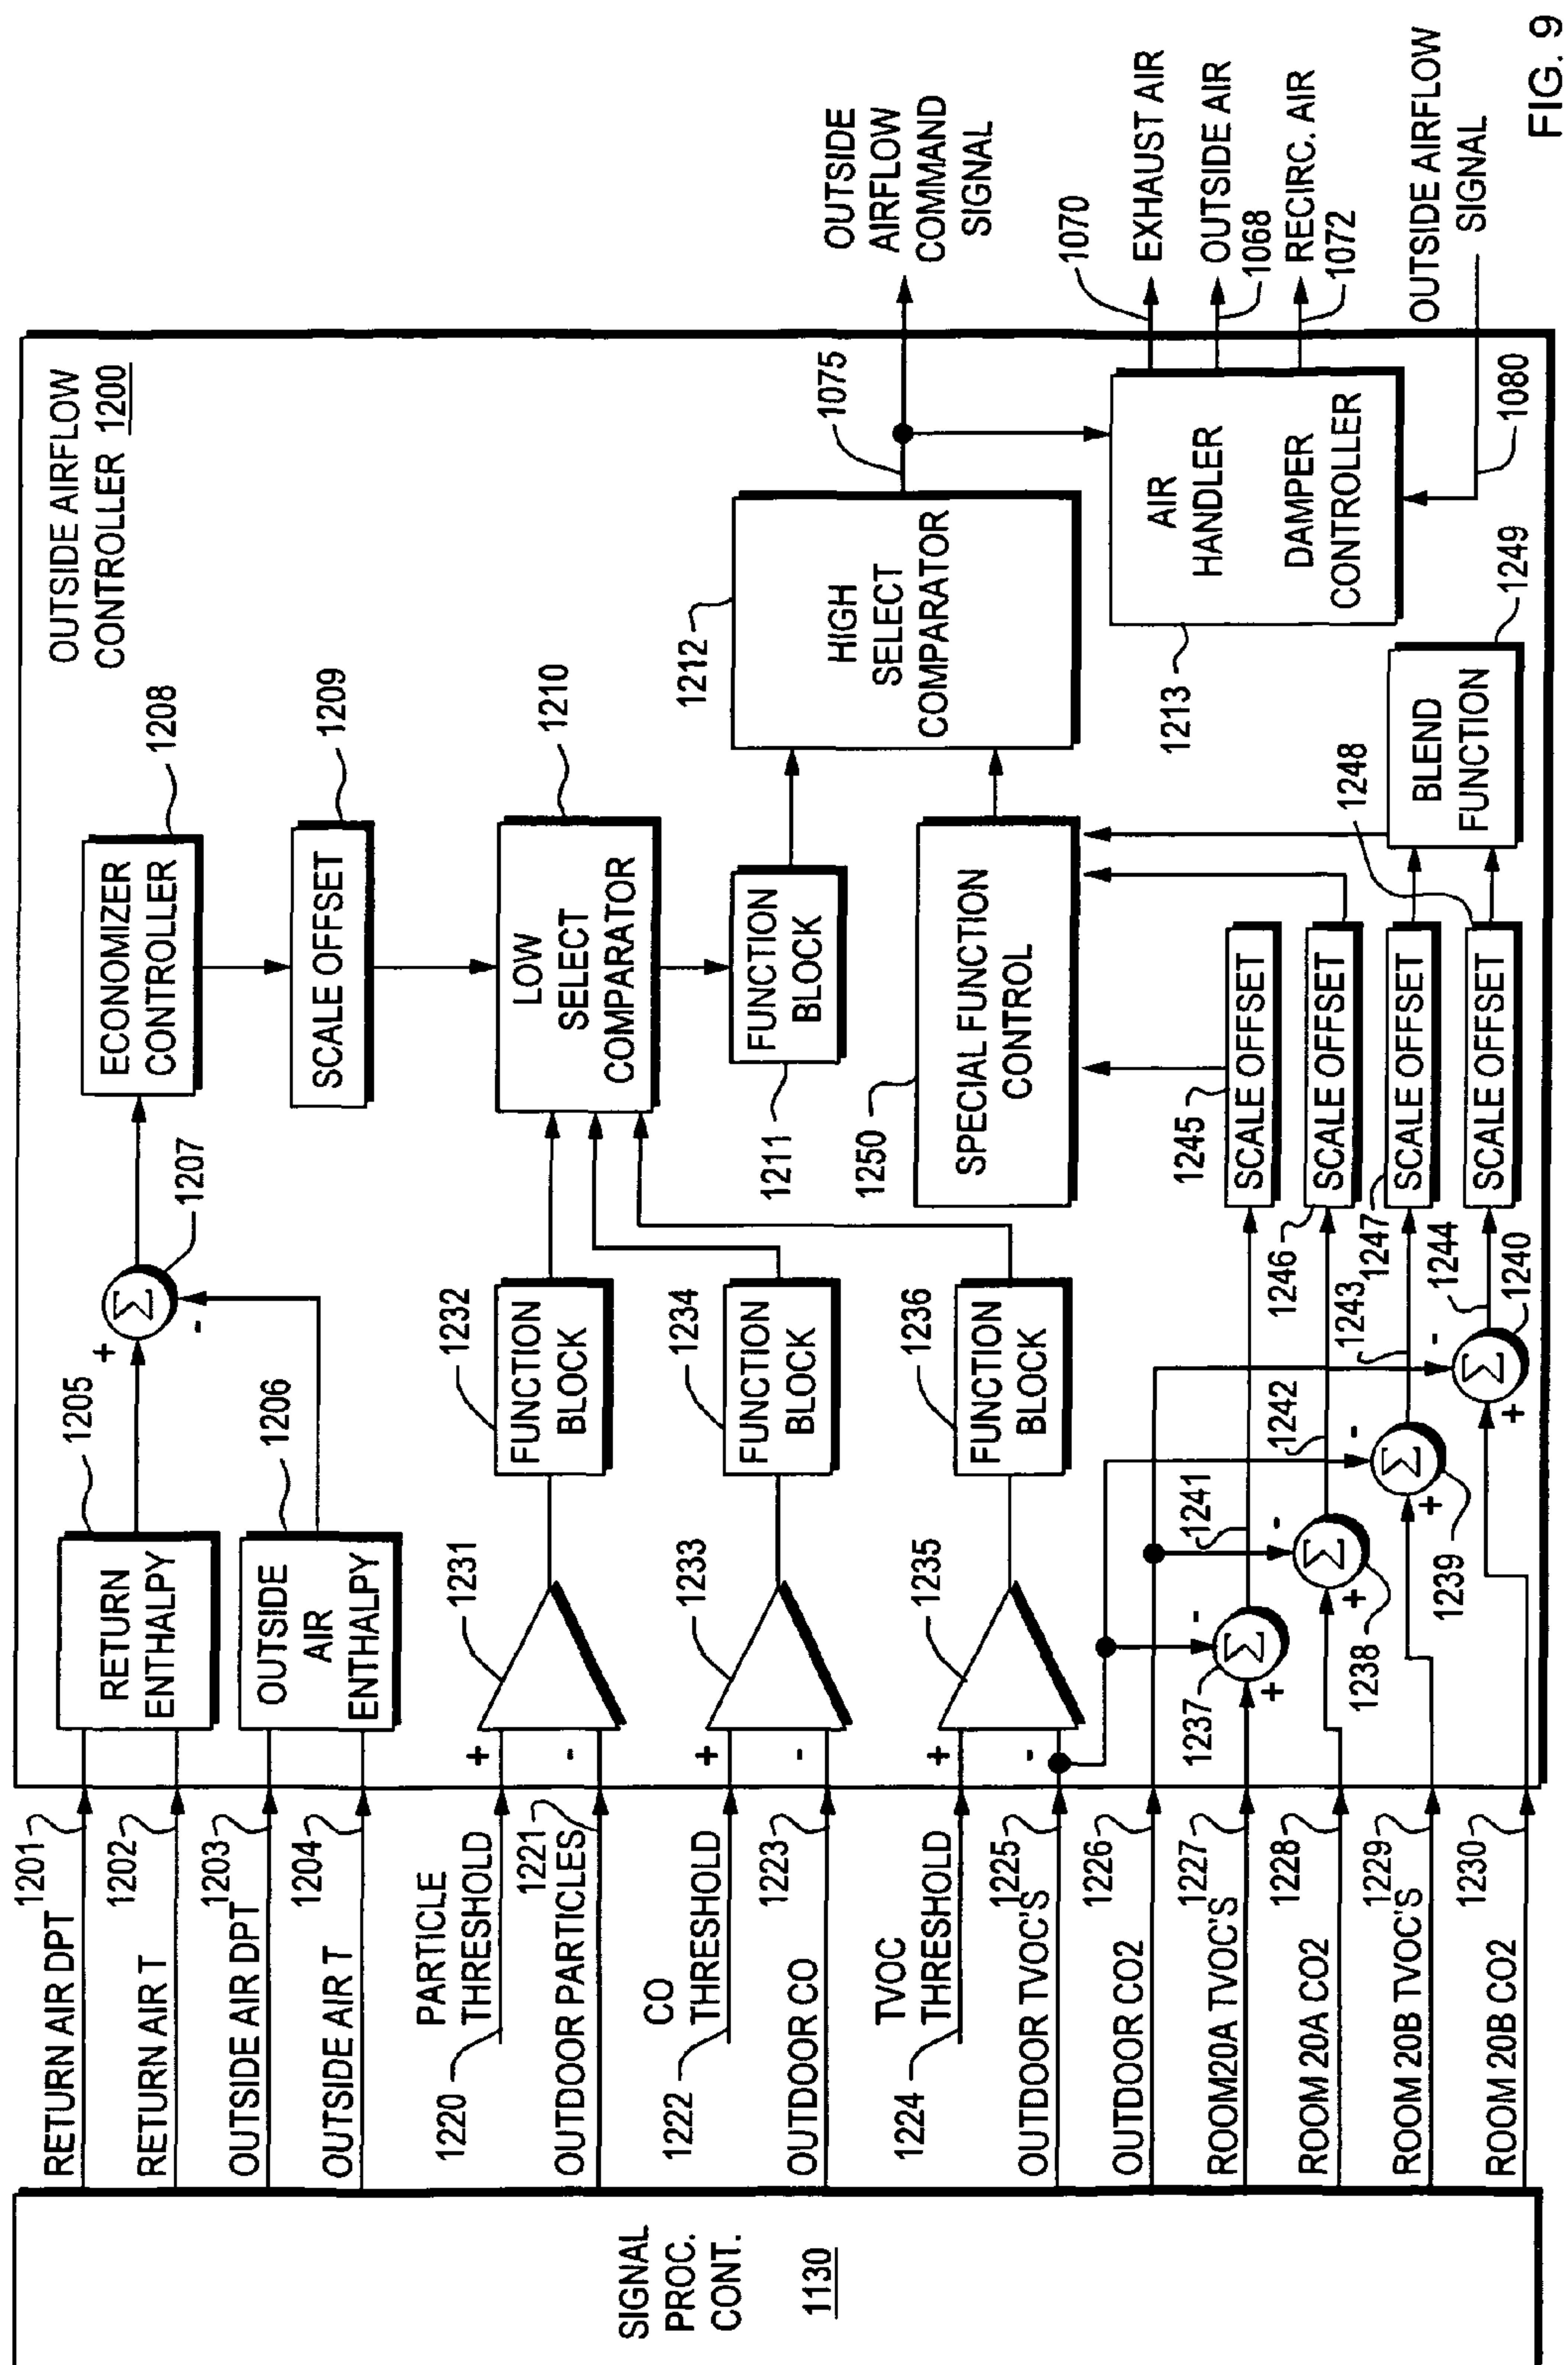 SIGNAL
PROC.
CONT.
1130
RETURN AIR DPT
1201
RETURN AIR T
1202
OUTSIDE AIR DPT
1203
OUTSIDE AIR T
1204
PARTICLE
THRESHOLD
1220
OUTDOOR PARTICLES
1221
CO
THRESHOLD
1222
OUTDOOR CO
1223
TVOC
THRESHOLD
1224
OUTDOOR TVOC'S
1225
OUTDOOR CO2
1226
ROOM20A TVOC'S
1227
ROOM 20A CO2
1228
ROOM 20B TVOC'S
1229
ROOM 20B CO2
1230
OUTSIDE AIRFLOW
CONTROLLER 1200
RETURN
ENTHALPY
1205
OUTSIDE
AIR
ENTHALPY
1206
+
-
Σ
1207
ECONOMIZER
CONTROLLER
1208
SCALE OFFSET
1209
+
-
1231
FUNCTION
BLOCK
1232
+
-
1233
FUNCTION
BLOCK
1234
+
-
1235
FUNCTION
BLOCK
1236
LOW
SELECT
COMPARATOR
1210
FUNCTION
BLOCK
1211
HIGH
SELECT
COMPARATOR
1212
1075
OUTSIDE
AIRFLOW
COMMAND
SIGNAL
SPECIAL FUNCTION
CONTROL
1250
+
-
Σ
1237
1241
+
-
Σ
1238
1242
+
-
Σ
1239
1243
+
-
Σ
1240
1244
SCALE OFFSET
1245
SCALE OFFSET
1246
SCALE OFFSET
1247
SCALE OFFSET
1248
BLEND
FUNCTION
1249
AIR
HANDLER
DAMPER
CONTROLLER
1213
1070
EXHAUST AIR
OUTSIDE AIR
1068
RECIRC. AIR
1072
OUTSIDE AIRFLOW
SIGNAL
1080
FIG. 9